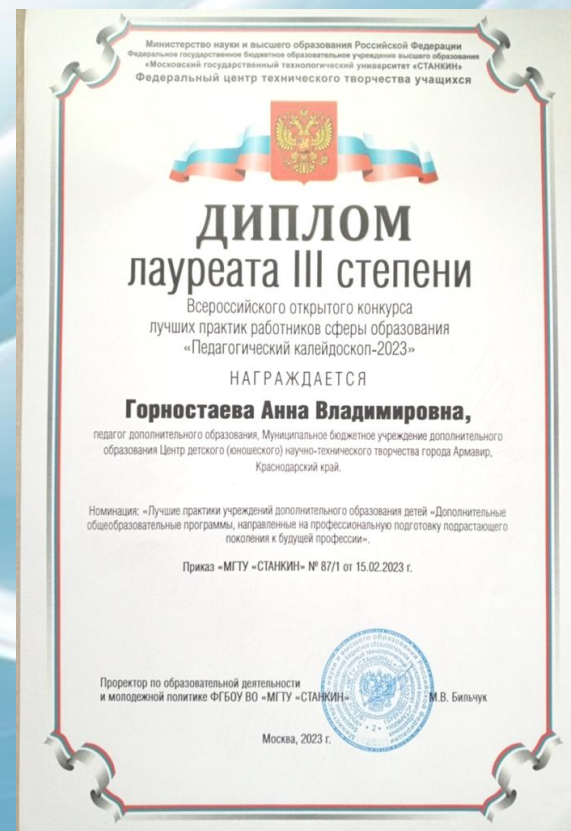 Министерство науки и высшего образования Российской Федерации
Федеральное государственное бюджетное образовательное учреждение высшего образования
«Московский государственный технологический университет «СТАНКИН»
Федеральный центр технического творчества учащихся
ДИПЛОМ
лауреата III степени
Всероссийского открытого конкурса
лучших практик работников сферы образования
«Педагогический калейдоскоп-2023»
НАГРАЖДАЕТСЯ
Горностаева Анна Владимировна,
педагог дополнительного образования, Муниципальное бюджетное учреждение дополнительного
образования Центр детского (юношеского) научно-технического творчества города Армавир,
Краснодарский край.
Номинация: «Лучшие практики учреждений дополнительного образования детей «Дополнительные
общеобразовательные программы, направленные на профессиональную подготовку подрастающего
поколения к будущей профессии».
Приказ «МГТУ «СТАНКИН» № 87/1 от 15.02.2023 г.
Проректор по образовательной деятельности
и молодежной политике ФГБОУ ВО «МГТУ «СТАНКИН»
М.В. Бильчук
Москва, 2023 г.